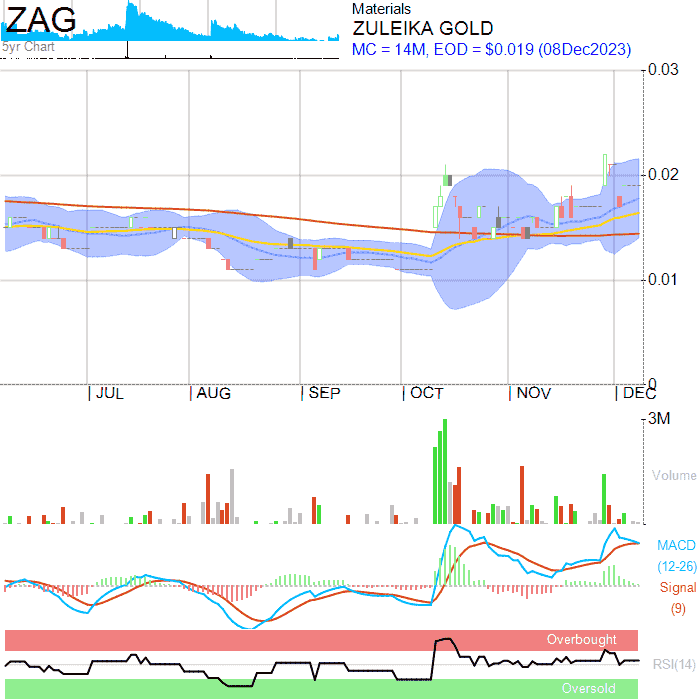 ZAG
5yr Chart
Materials
ZULEIKA GOLD
MC = 14M, EOD = $0.019 (08Dec2023)
0.03
0.02
0.01
0
JUL AUG SEP OCT NOV DEC
3M
Volume
MACD
(12-26)
Signal
(9)
Overbought
RSI(14)
Oversold